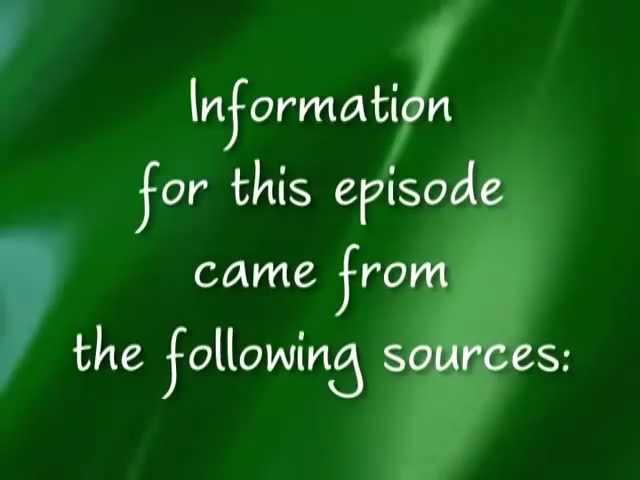 Information
for this episode
came from
the following sources: